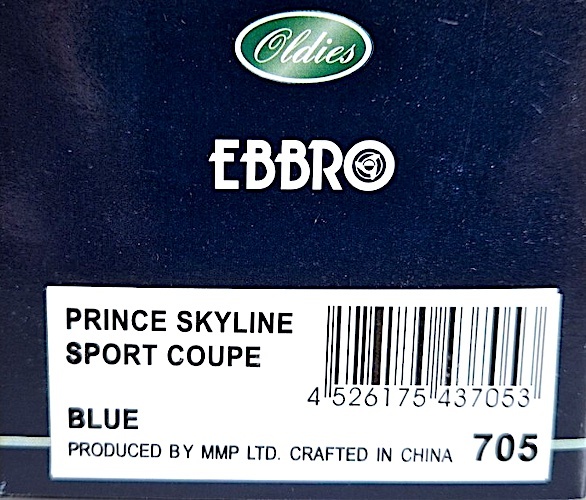 Oldies
EBBRO
PRINCE SKYLINE
SPORT COUPE
4 526175 437053
BLUE
PRODUCED BY MMP LTD. CRAFTED IN CHINA 705